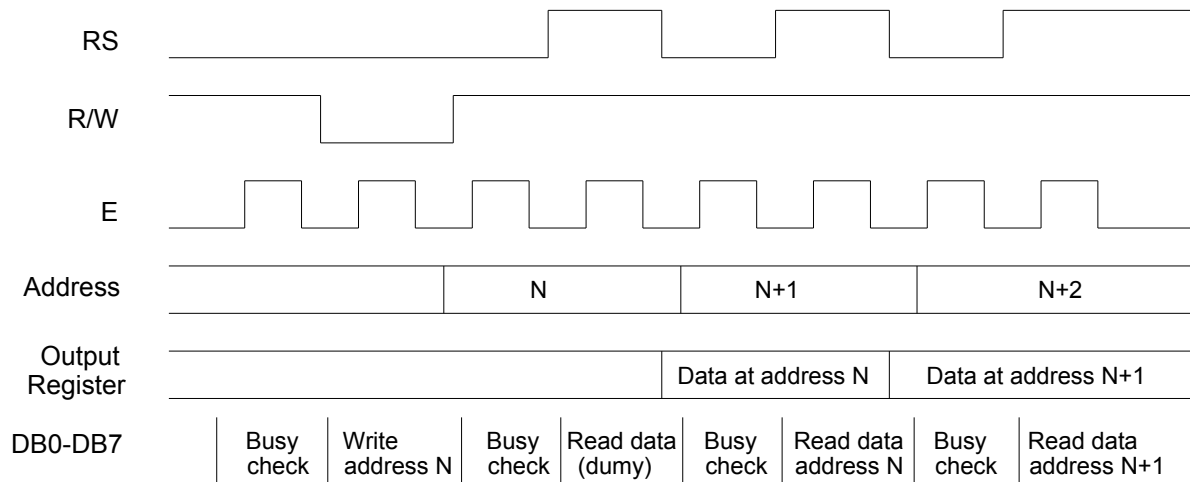 RS
R/W
E
Address
N
N+1
N+2
Output
Register
Data at address N
Data at address N+1
DB0-DB7
Busy
check
Write
address N
Busy
check
Read data
(dumy)
Busy
check
Read data
address N
Busy
check
Read data
address N+1